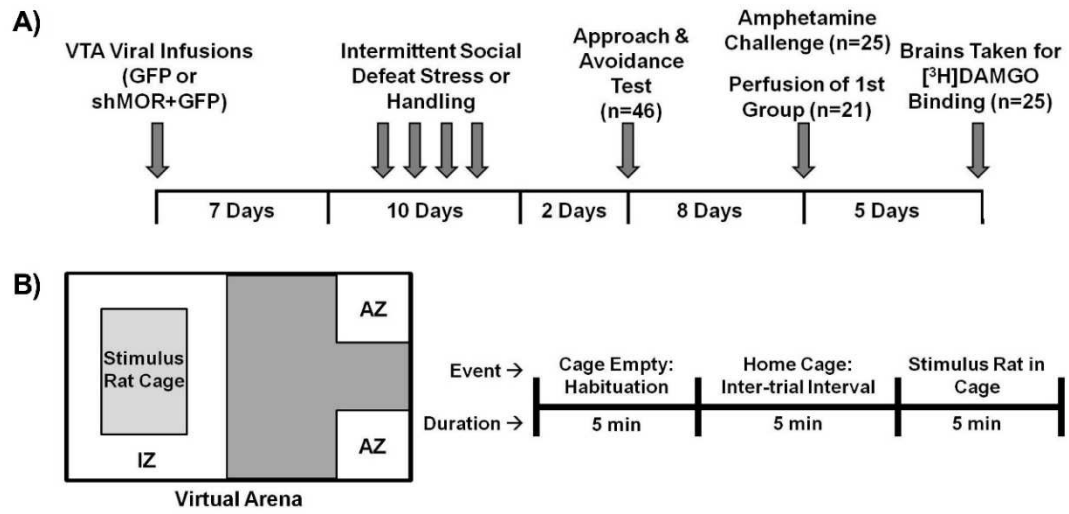 A)
VTA Viral Infusions
(GFP or
shMOR+GFP)
Intermittent Social
Defeat Stress or
Handling
Approach &
Avoidance
Test
(n=46)
Amphetamine
Challenge (n=25)
Perfusion of 1st
Group (n=21)
Brains Taken for
[³H]DAMGO
Binding (n=25)
7 Days
10 Days
2 Days
8 Days
5 Days
B)
Stimulus
Rat Cage
IZ
AZ
AZ
Virtual Arena
Event →
Cage Empty:
Habituation
Home Cage:
Inter-trial Interval
Stimulus Rat in
Cage
Duration →
5 min
5 min
5 min